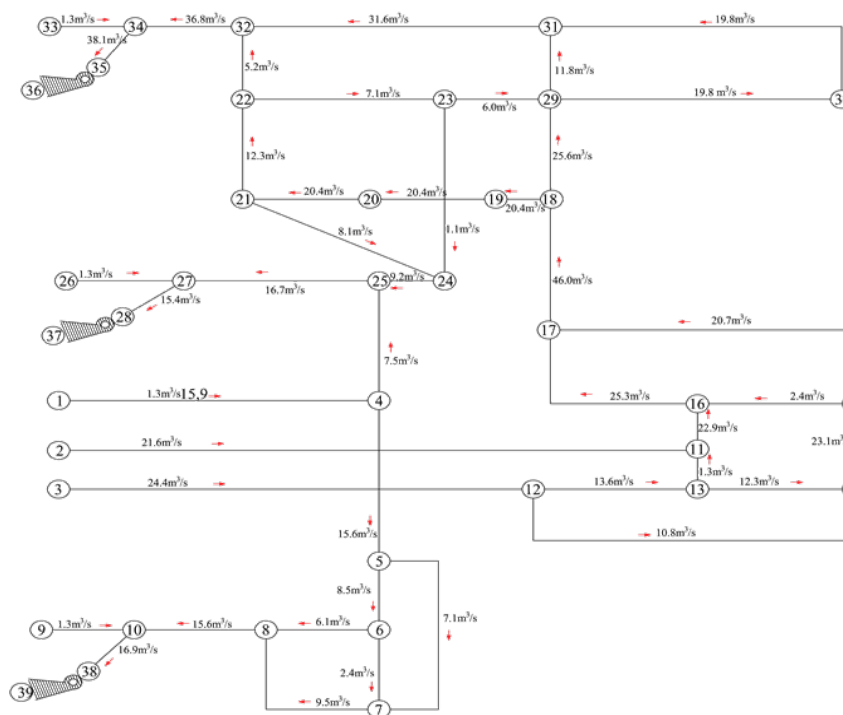 33 1.3m³/s 34 36.8m³/s 32 31.6m³/s 31 19.8m³/s
38.1m³/s
35
36
5.2m³/s 11.8m³/s
22 7.1m³/s 23 6.0m³/s 29 19.8 m³/s 3
12.3m³/s 25.6m³/s
21 20.4m³/s 20 20.4m³/s 19 20.4m³/s 18
8.1m³/s 1.1m³/s
26 1.3m³/s 27 16.7m³/s 25 9.2m³/s 24 46.0m³/s
15.4m³/s
28
37
17 20.7m³/s
7.5m³/s
1 1.3m³/s 15,9 4 25.3m³/s 16 2.4m³/s
22.9m³/s 23.1m³
2 21.6m³/s 11
1.3m³/s
3 24.4m³/s 12 13.6m³/s 13 12.3m³/s
15.6m³/s 10.8m³/s
5
8.5m³/s 7.1m³/s
9 1.3m³/s 10 15.6m³/s 8 6.1m³/s 6
16.9m³/s
38
2.4m³/s
39 9.5m³/s 7